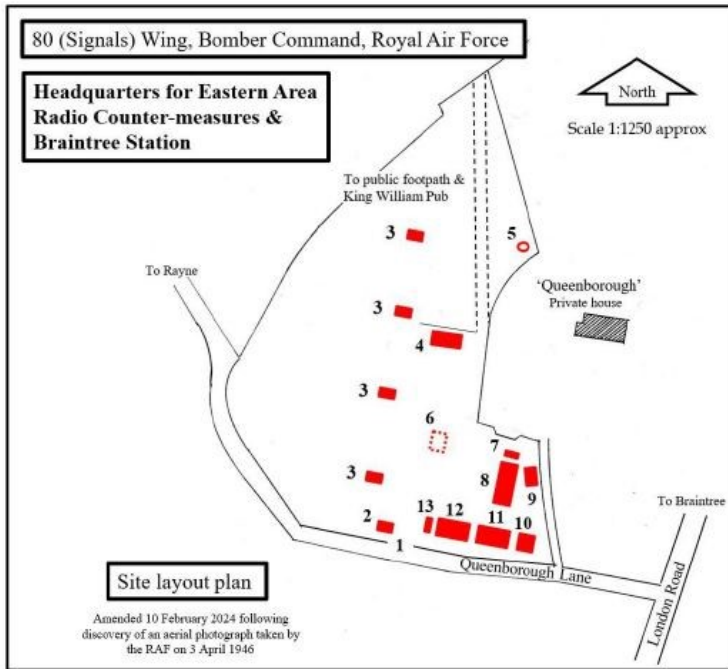 80 (Signals) Wing, Bomber Command, Royal Air Force
Headquarters for Eastern Area
Radio Counter-measures &
Braintree Station
North
Scale 1:1250 approx
To public footpath &
King William Pub
3
5
To Rayne
'Queenborough'
Private house
3
4
3
6
7
8
9
3
To Braintree
2
13
12
11
10
1
Queenborough Lane
London Road
Site layout plan
Amended 10 February 2024 following
discovery of an aerial photograph taken by
the RAF on 3 April 1946